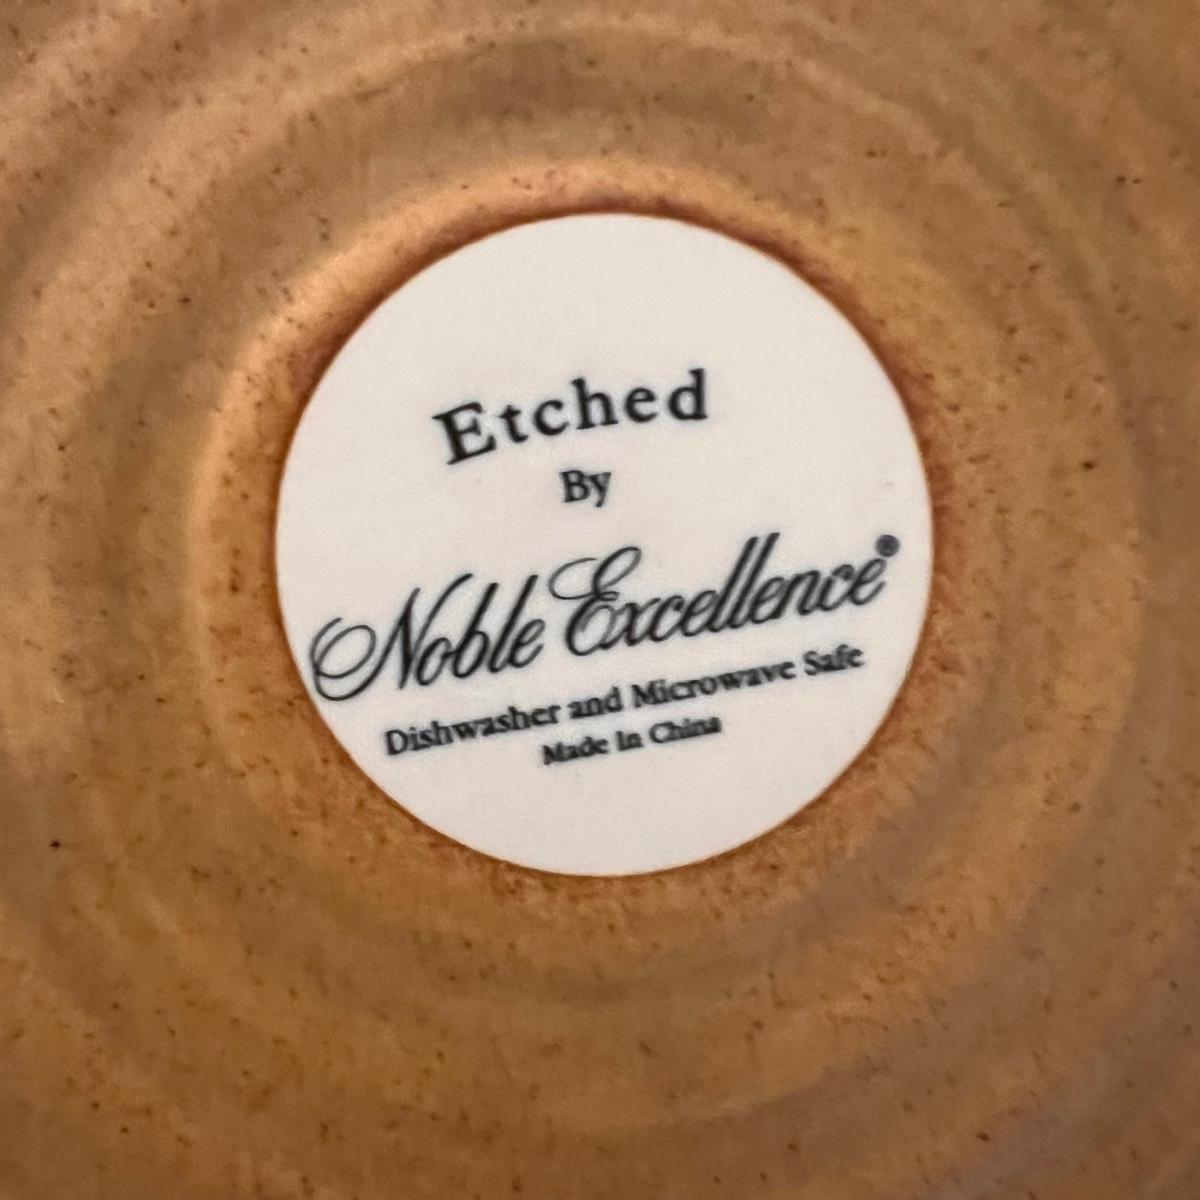 Etched
By
Noble Excellence®
Dishwasher and Microwave Safe
Made In China